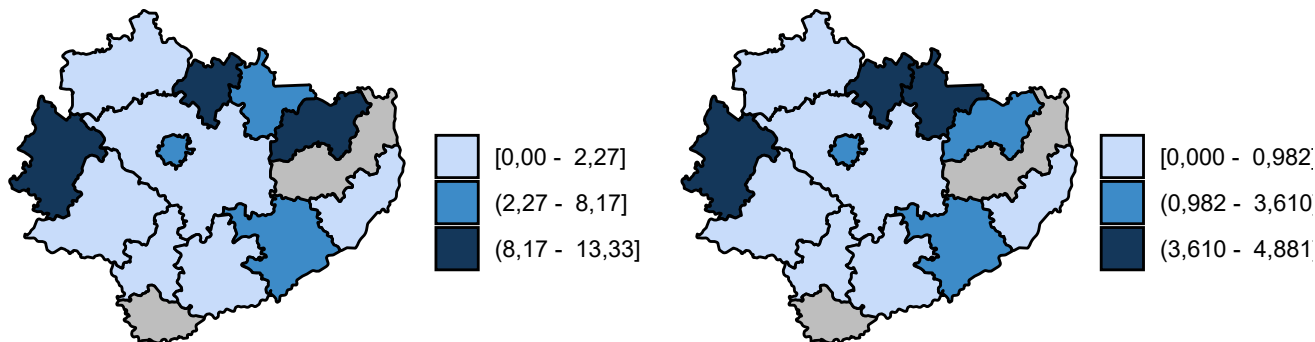 [0,00 - 2,27]
(2,27 - 8,17]
(8,17 - 13,33]
[0,000 - 0,982]
(0,982 - 3,610]
(3,610 - 4,881]